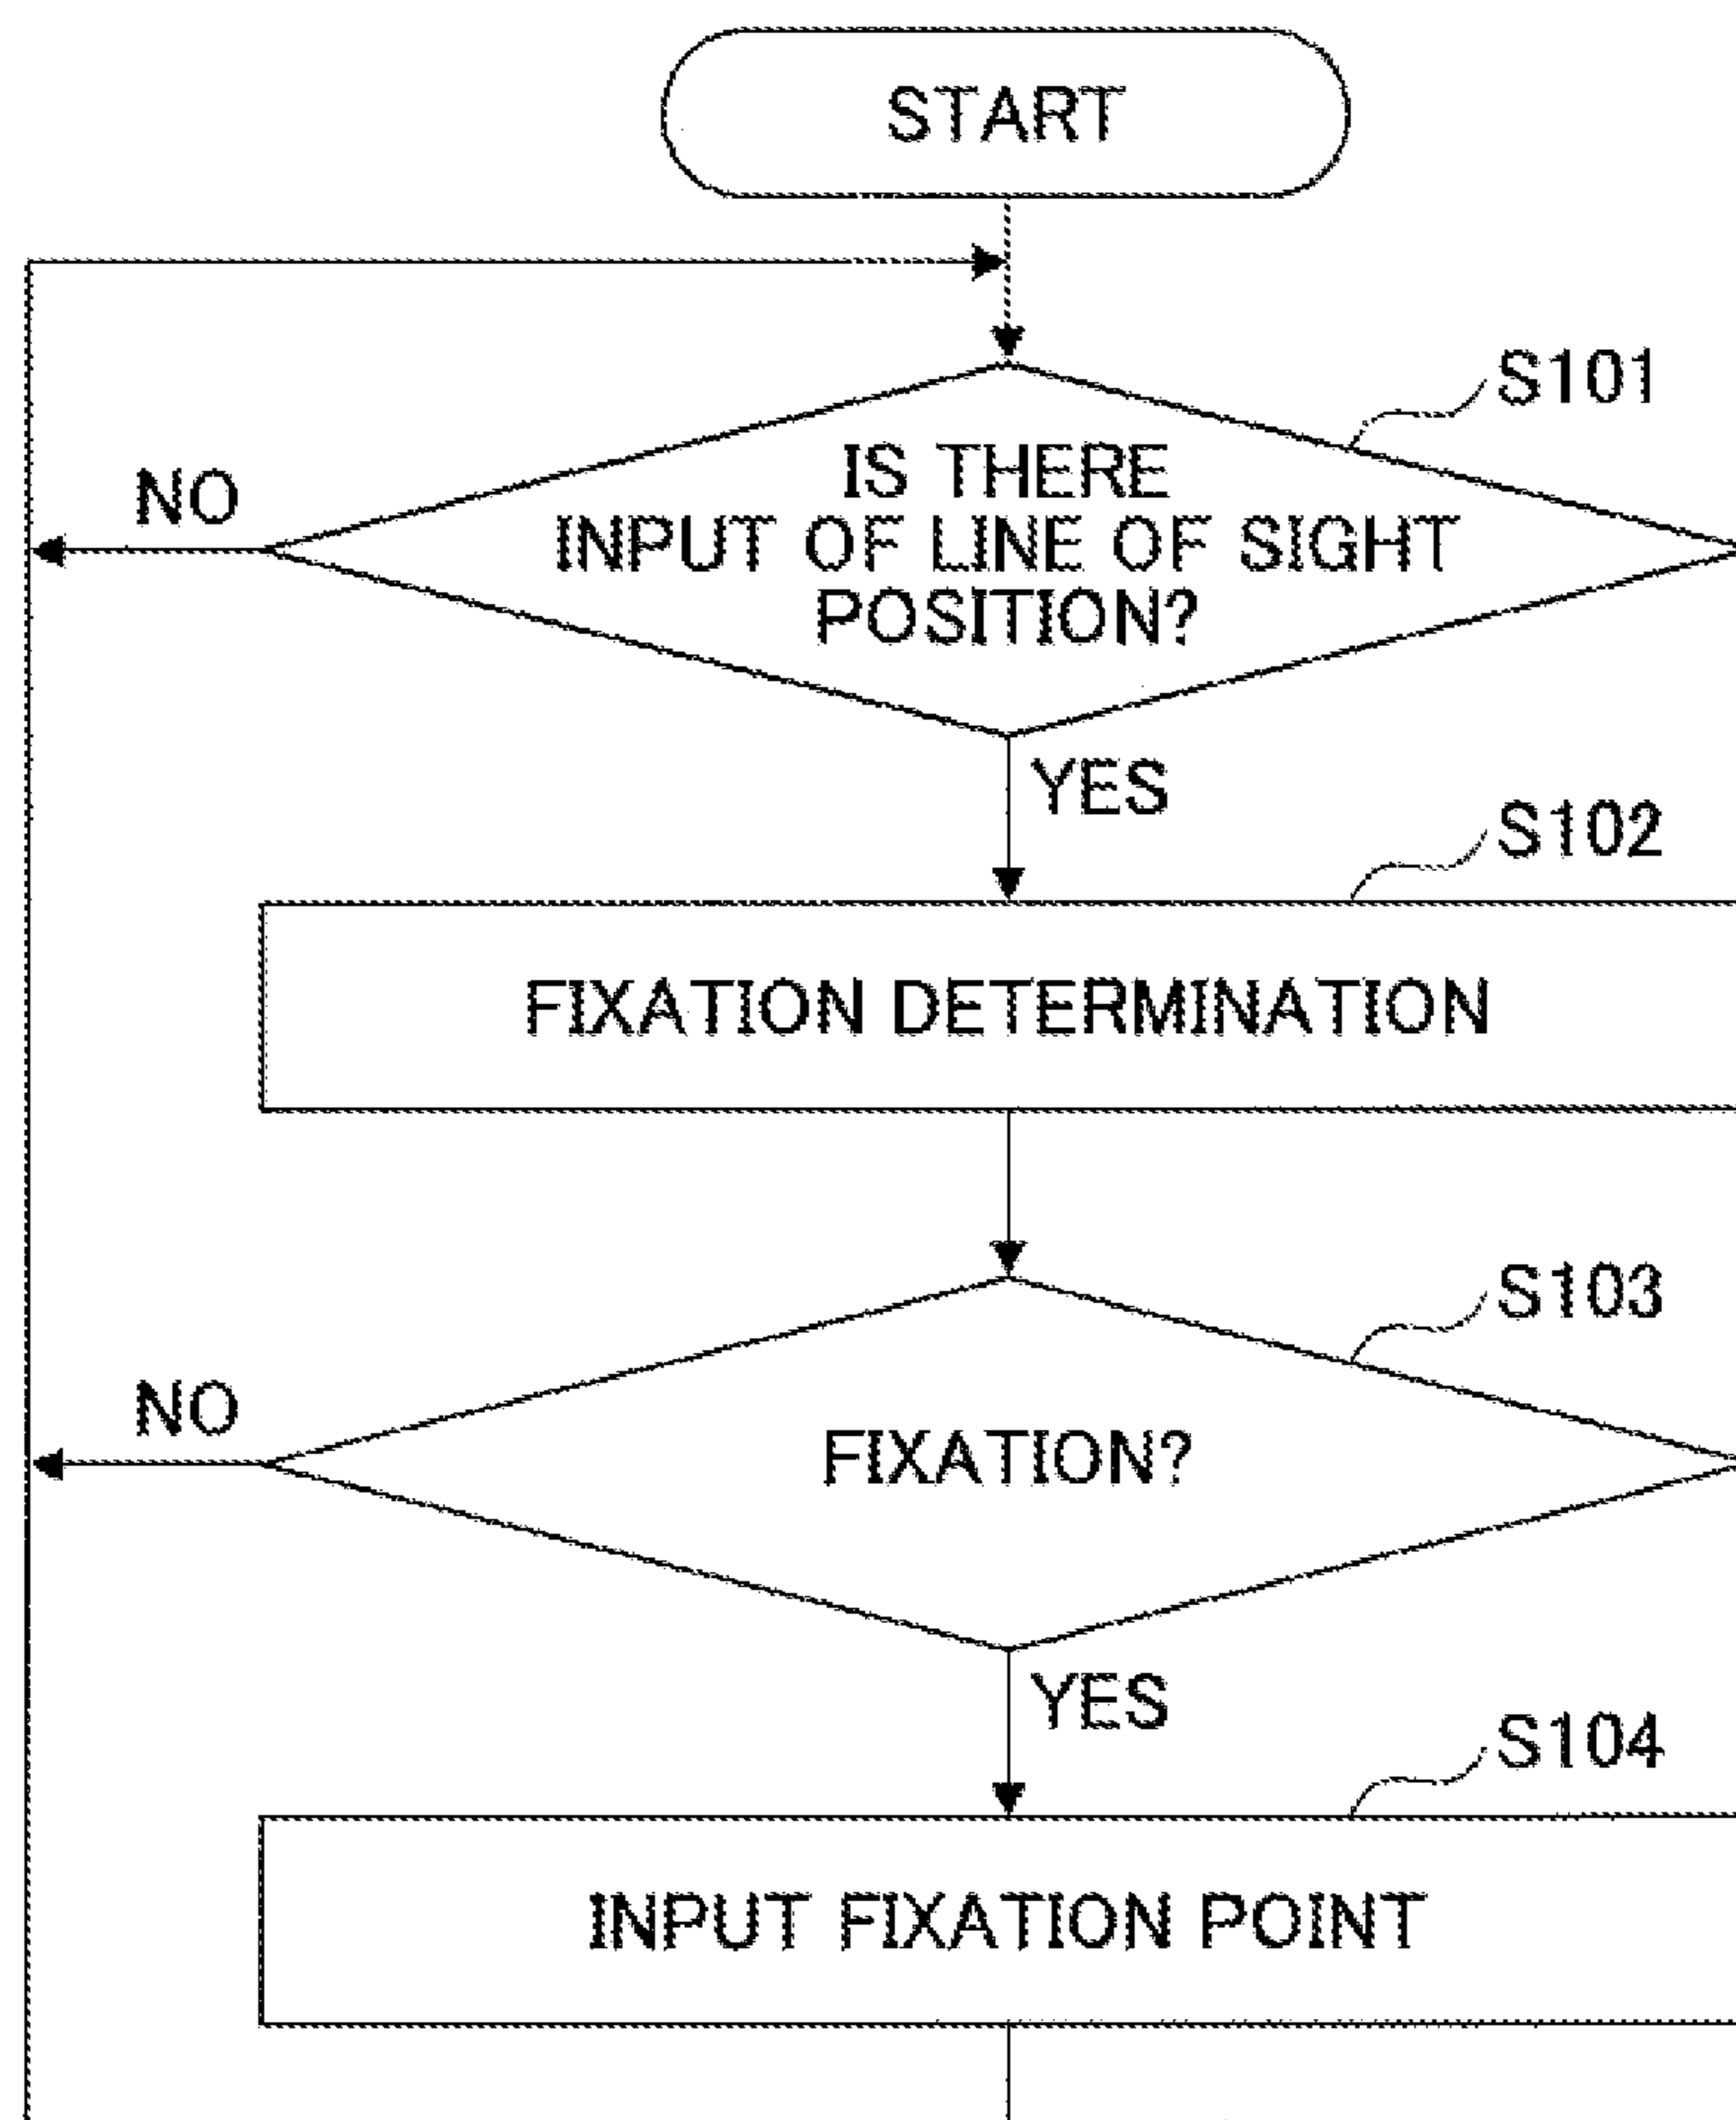 START
S101
IS THERE
NO
INPUT OF LINE OF SIGHT
POSITION?
YES
S102
FIXATION DETERMINATION
S103
NO
FIXATION?
YES
S104
INPUT FIXATION POINT